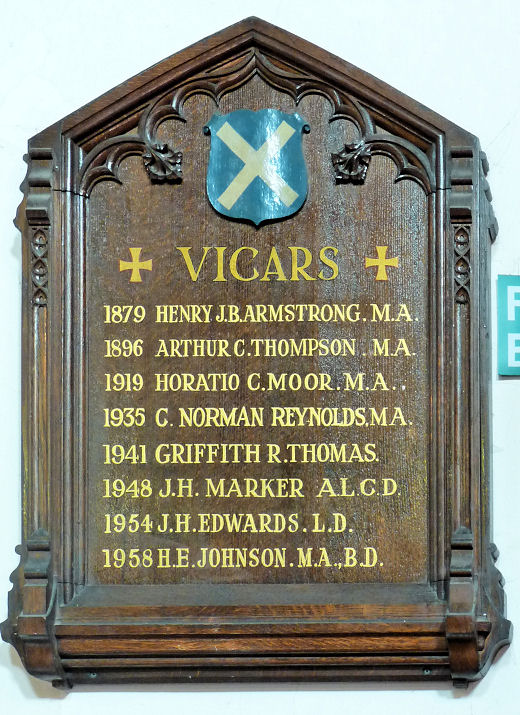 VICARS
1879 HENRY J.B.ARMSTRONG. M.A.
1896 ARTHUR C.THOMPSON. M.A.
1919 HORATIO C.MOOR. M.A..
1935 C. NORMAN REYNOLDS. M.A.
1941 GRIFFITH R.THOMAS.
1948 J.H. MARKER A.L.C.D.
1954 J.H.EDWARDS. L.D.
1958 H.E.JOHNSON. M.A., B.D.